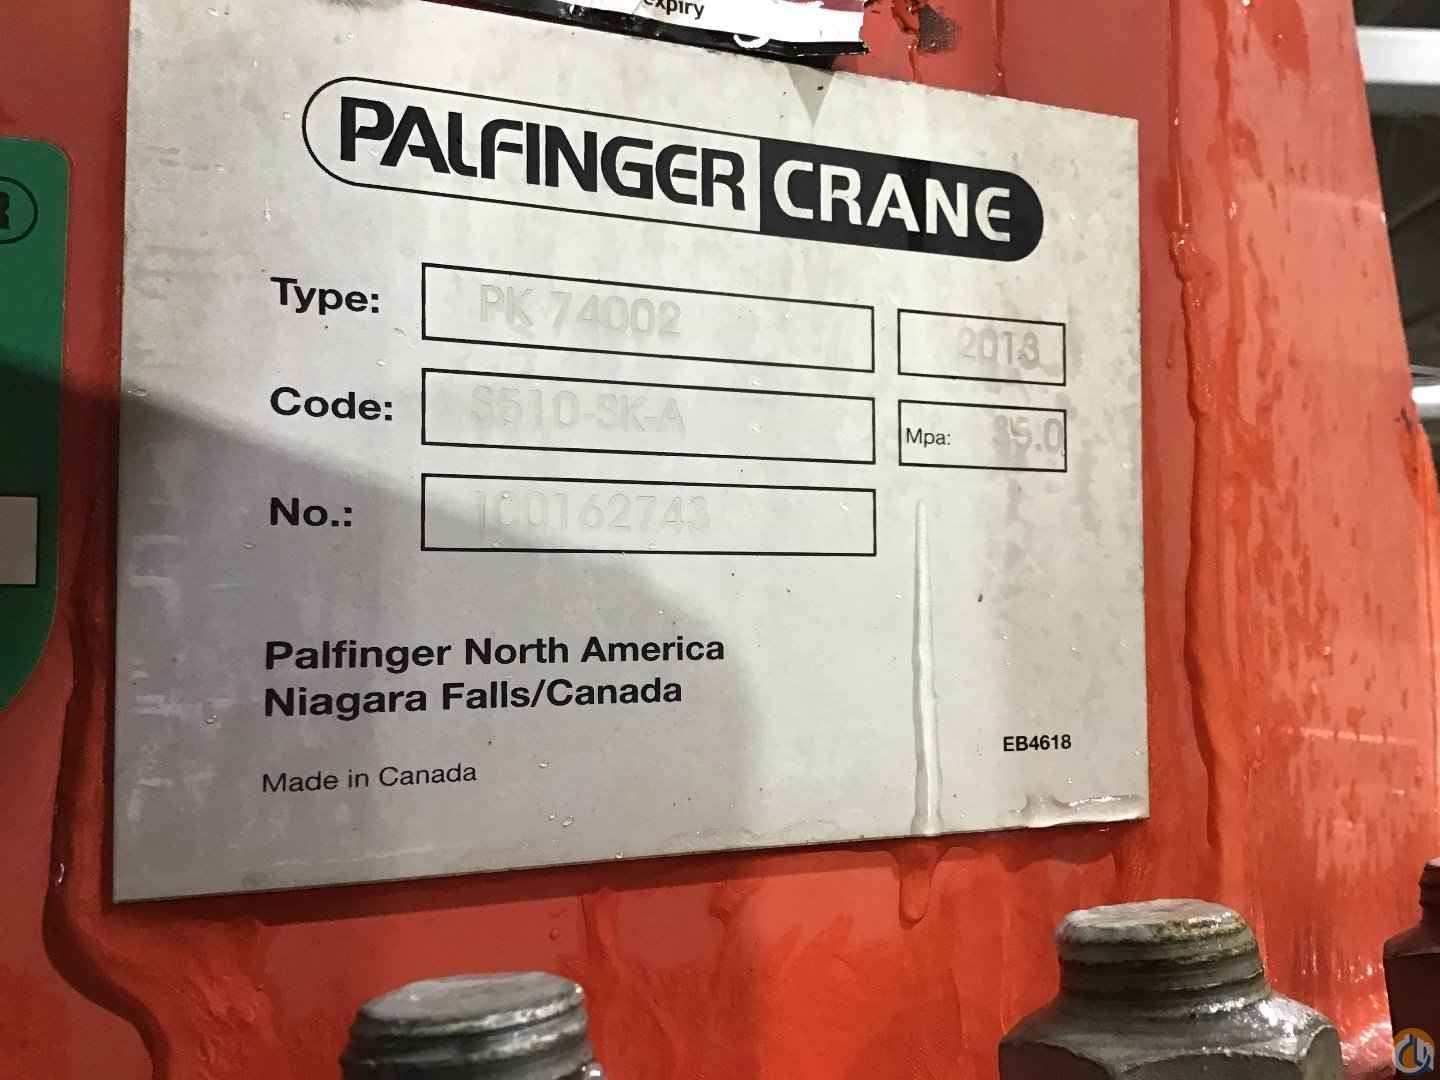 expiry
PALFINGER CRANE
Type: PK 74002 2013
Code: S510-SK-A Mpa: 35.0
No.: 100162743
Palfinger North America
Niagara Falls/Canada
EB4618
Made in Canada